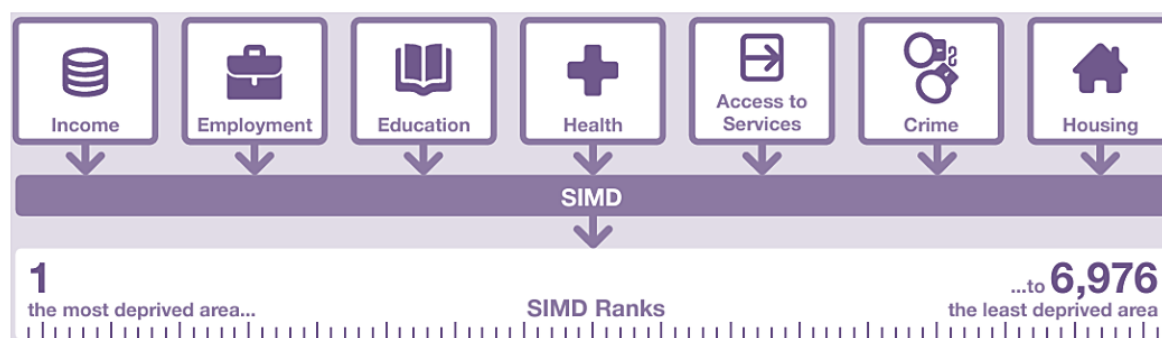 Income
Employment
Education
Health
Access to
Services
Crime
Housing
SIMD
1
the most deprived area...
SIMD Ranks
...to 6,976
the least deprived area